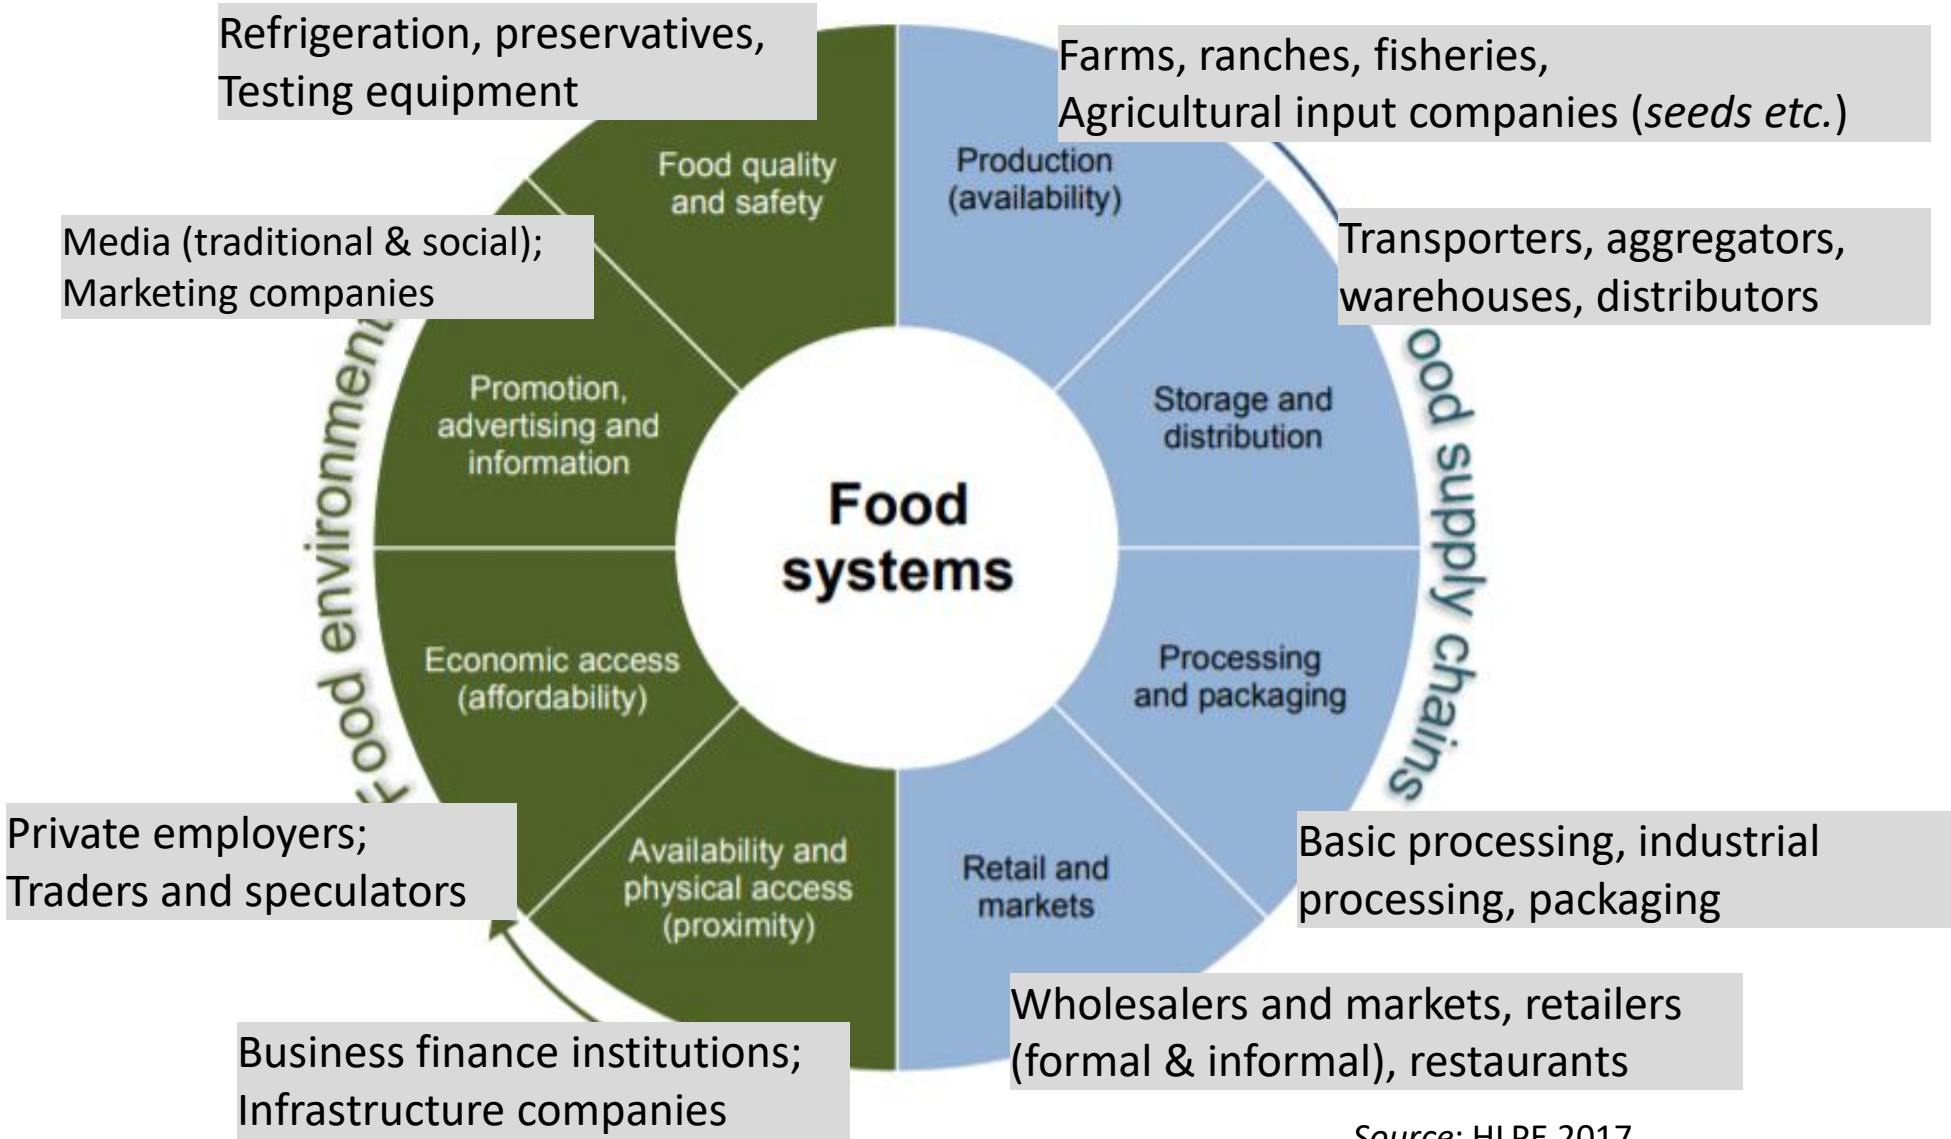 Refrigeration, preservatives,
Testing equipment
Farms, ranches, fisheries,
Agricultural input companies (seeds etc.)
Food quality
and safety
Production
(availability)
Media (traditional & social);
Marketing companies
Transporters, aggregators,
warehouses, distributors
Promotion,
advertising and
information
Storage and
distribution
Food environment
Food
systems
ood supply chains
Economic access
(affordability)
Processing
and packaging
Private employers;
Traders and speculators
Availability and
physical access
(proximity)
Retail and
markets
Basic processing, industrial
processing, packaging
Business finance institutions;
Infrastructure companies
Wholesalers and markets, retailers
(formal & informal), restaurants
Source: HLPE 2017